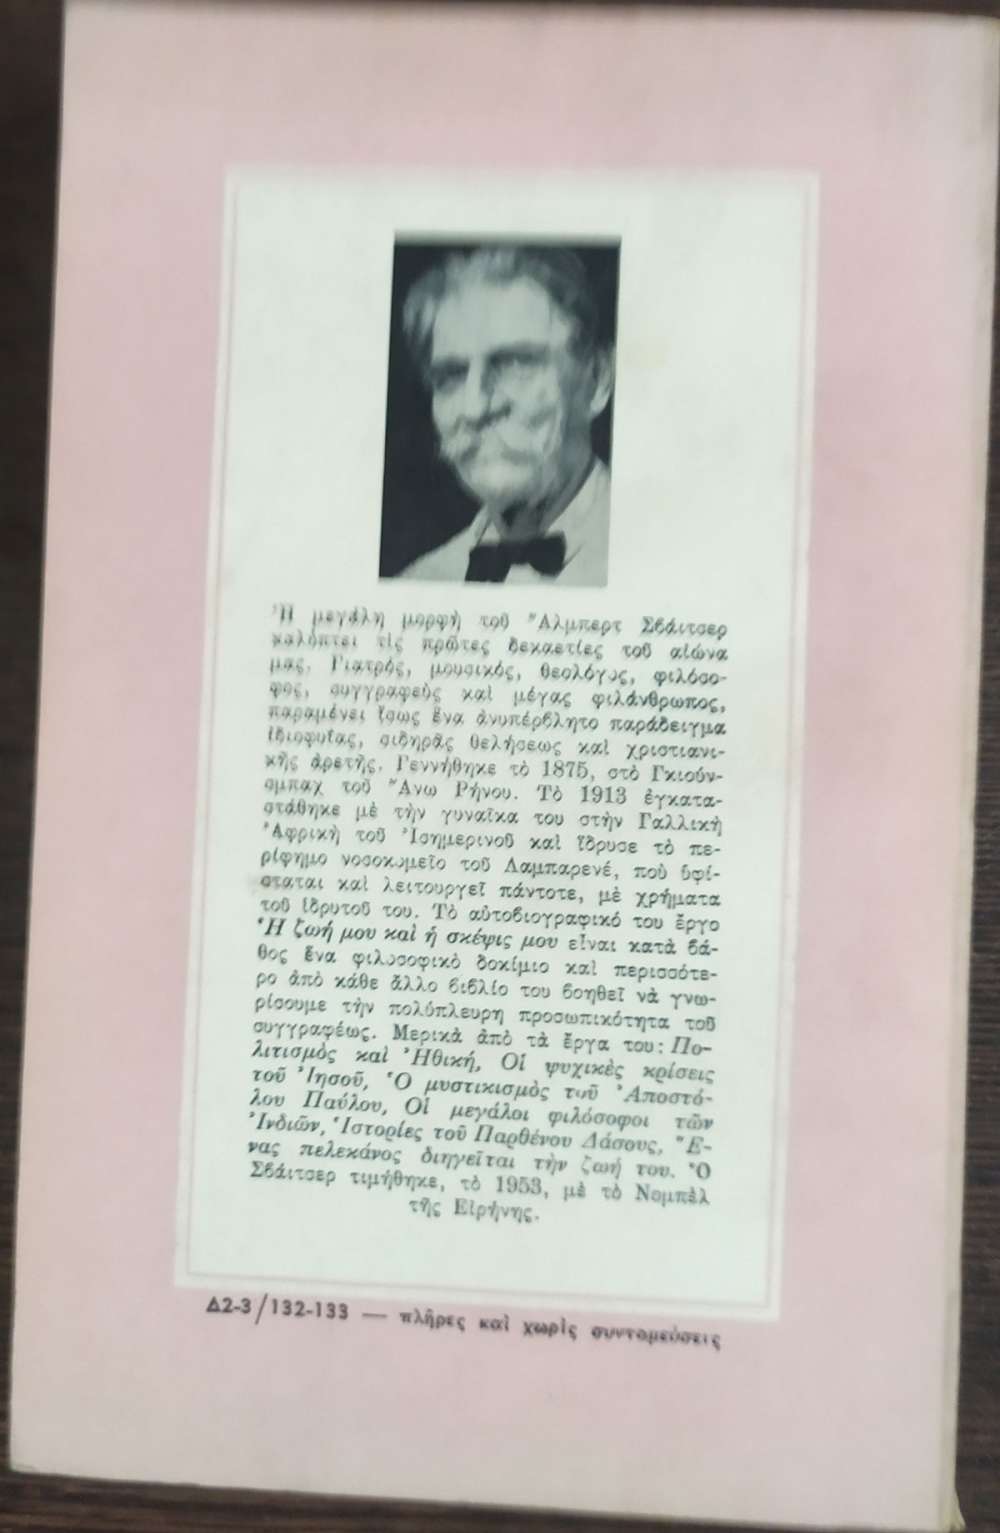 Ἡ μεγάλη μορφὴ τοῦ Ἄλμπερτ Σβάιτσερ
καλύπτει τὶς πρῶτες δεκαετίες τοῦ αἰώνα
μας. Γιατρός, μουσικός, θεολόγος, φιλόσο-
φος, συγγραφεὺς καὶ μέγας φιλάνθρωπος,
παραμένει ἴσως ἕνα ἀνυπέρβλητο παράδειγμα
ἰδιοφυΐας, σιδηρᾶς θελήσεως καὶ χριστιανι-
κῆς ἀρετῆς. Γεννήθηκε τὸ 1875, στὸ Γκιούν-
σμπαχ τοῦ Ἄνω Ρήνου. Τὸ 1913 ἐγκατα-
στάθηκε μὲ τὴν γυναῖκα του στὴν Γαλλικὴ
Ἀφρικὴ τοῦ Ἰσημερινοῦ καὶ ἵδρυσε τὸ πε-
ρίφημο νοσοκομεῖο τοῦ Λαμπαρενέ, ποὺ ὑφί-
σταται καὶ λειτουργεῖ πάντοτε, μὲ χρήματα
τοῦ ἱδρυτοῦ του. Τὸ αὐτοβιογραφικό του ἔργο
Ἡ ζωή μου καὶ ἡ σκέψις μου εἶναι κατὰ βά-
θος ἕνα φιλοσοφικὸ δοκίμιο καὶ περισσότε-
ρο ἀπὸ κάθε ἄλλο βιβλίο του βοηθεῖ νὰ γνω-
ρίσουμε τὴν πολύπλευρη προσωπικότητα τοῦ
συγγραφέως. Μερικὰ ἀπὸ τὰ ἔργα του: Πο-
λιτισμὸς καὶ Ἠθική, Οἱ ψυχικὲς κρίσεις
τοῦ Ἰησοῦ, Ὁ μυστικισμὸς τοῦ Ἀποστό-
λου Παύλου, Οἱ μεγάλοι φιλόσοφοι τῶν
Ἰνδιῶν, Ἱστορίες τοῦ Παρθένου Δάσους, Ἕ-
νας πελεκάνος διηγεῖται τὴν ζωή του. Ὁ
Σβάιτσερ τιμήθηκε, τὸ 1953, μὲ τὸ Νομπὲλ
τῆς Εἰρήνης.
Δ2-3/132-133 — πλῆρες καὶ χωρὶς συντομεύσεις